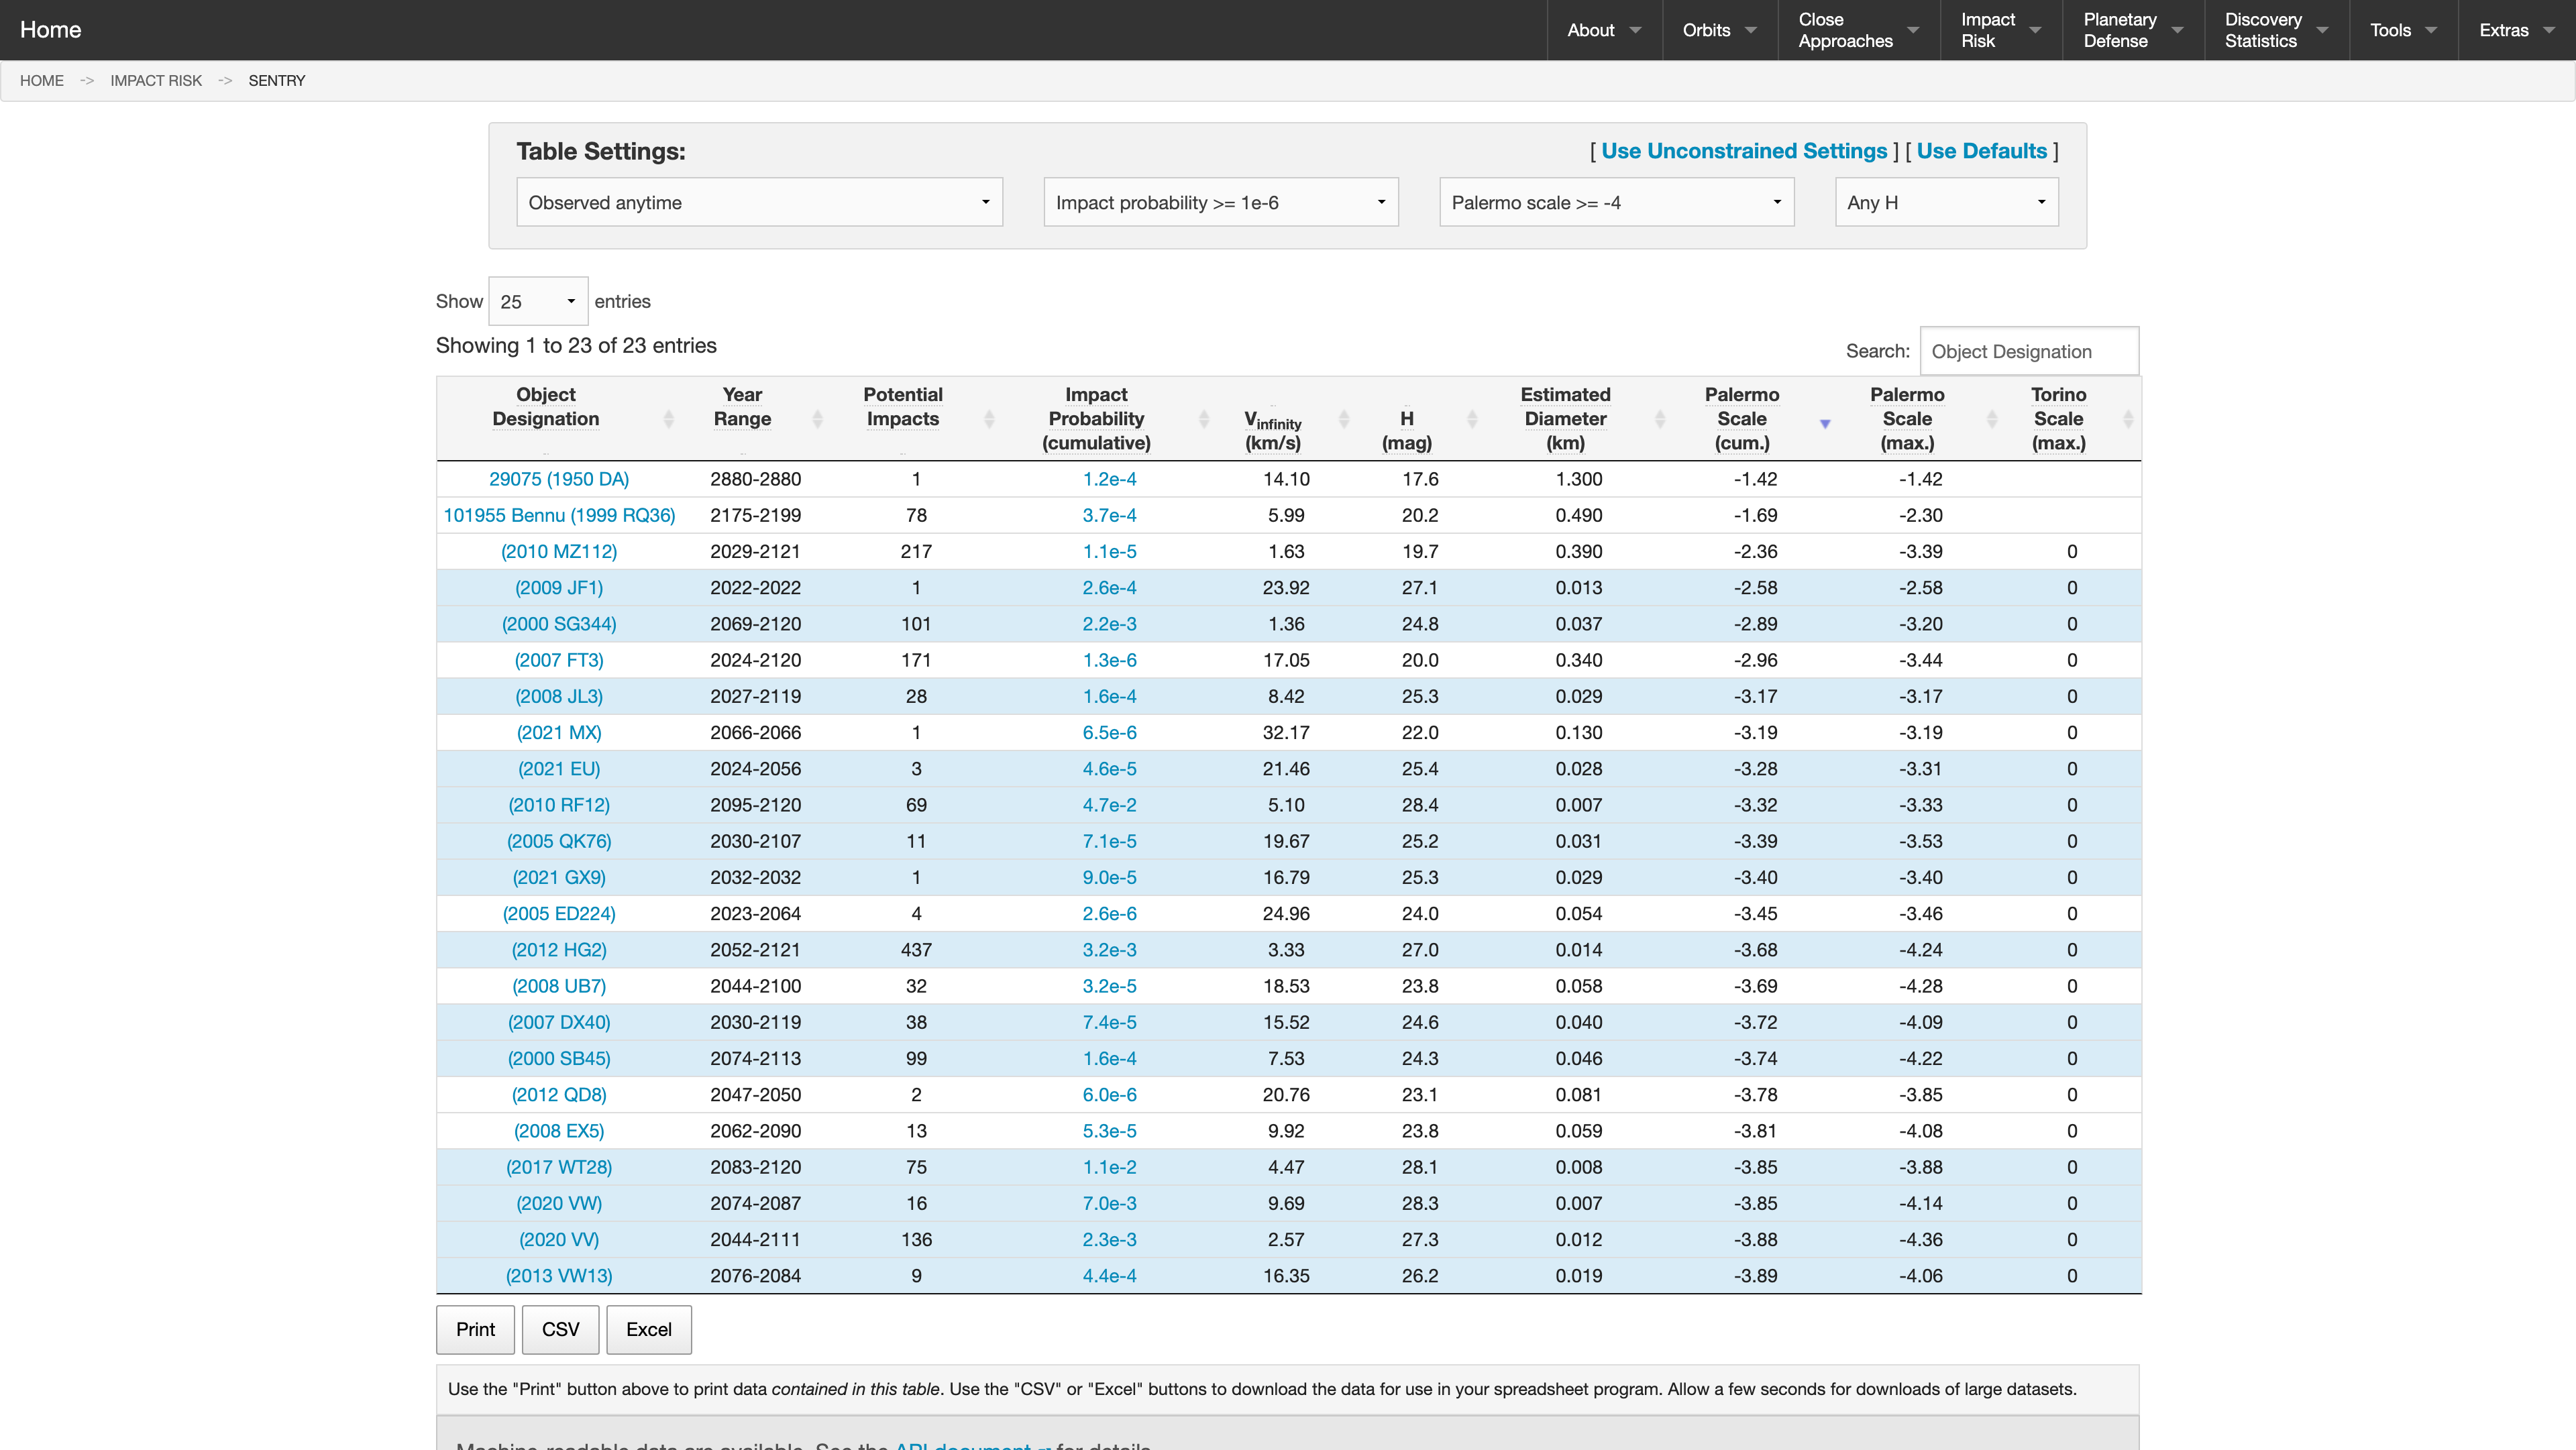 Home About Orbits Close Approaches Impact Risk Planetary Defense Discovery Statistics Tools Extras
HOME -> IMPACT RISK -> SENTRY
Table Settings: [ Use Unconstrained Settings ] [ Use Defaults ]
Observed anytime Impact probability >= 1e-6 Palermo scale >= -4 Any H
Show 25 entries
Showing 1 to 23 of 23 entries
Search: Object Designation
Object Designation Year Range Potential Impacts Impact Probability (cumulative) Vinfinity (km/s) H (mag) Estimated Diameter (km) Palermo Scale (cum.) Palermo Scale (max.) Torino Scale (max.)
29075 (1950 DA) 2880-2880 1 1.2e-4 14.10 17.6 1.300 -1.42 -1.42
101955 Bennu (1999 RQ36) 2175-2199 78 3.7e-4 5.99 20.2 0.490 -1.69 -2.30
(2010 MZ112) 2029-2121 217 1.1e-5 1.63 19.7 0.390 -2.36 -3.39 0
(2009 JF1) 2022-2022 1 2.6e-4 23.92 27.1 0.013 -2.58 -2.58 0
(2000 SG344) 2069-2120 101 2.2e-3 1.36 24.8 0.037 -2.89 -3.20 0
(2007 FT3) 2024-2120 171 1.3e-6 17.05 20.0 0.340 -2.96 -3.44 0
(2008 JL3) 2027-2119 28 1.6e-4 8.42 25.3 0.029 -3.17 -3.17 0
(2021 MX) 2066-2066 1 6.5e-6 32.17 22.0 0.130 -3.19 -3.19 0
(2021 EU) 2024-2056 3 4.6e-5 21.46 25.4 0.028 -3.28 -3.31 0
(2010 RF12) 2095-2120 69 4.7e-2 5.10 28.4 0.007 -3.32 -3.33 0
(2005 QK76) 2030-2107 11 7.1e-5 19.67 25.2 0.031 -3.39 -3.53 0
(2021 GX9) 2032-2032 1 9.0e-5 16.79 25.3 0.029 -3.40 -3.40 0
(2005 ED224) 2023-2064 4 2.6e-6 24.96 24.0 0.054 -3.45 -3.46 0
(2012 HG2) 2052-2121 437 3.2e-3 3.33 27.0 0.014 -3.68 -4.24 0
(2008 UB7) 2044-2100 32 3.2e-5 18.53 23.8 0.058 -3.69 -4.28 0
(2007 DX40) 2030-2119 38 7.4e-5 15.52 24.6 0.040 -3.72 -4.09 0
(2000 SB45) 2074-2113 99 1.6e-4 7.53 24.3 0.046 -3.74 -4.22 0
(2012 QD8) 2047-2050 2 6.0e-6 20.76 23.1 0.081 -3.78 -3.85 0
(2008 EX5) 2062-2090 13 5.3e-5 9.92 23.8 0.059 -3.81 -4.08 0
(2017 WT28) 2083-2120 75 1.1e-2 4.47 28.1 0.008 -3.85 -3.88 0
(2020 VW) 2074-2087 16 7.0e-3 9.69 28.3 0.007 -3.85 -4.14 0
(2020 VV) 2044-2111 136 2.3e-3 2.57 27.3 0.012 -3.88 -4.36 0
(2013 VW13) 2076-2084 9 4.4e-4 16.35 26.2 0.019 -3.89 -4.06 0
Print CSV Excel
Use the "Print" button above to print data contained in this table. Use the "CSV" or "Excel" buttons to download the data for use in your spreadsheet program. Allow a few seconds for downloads of large datasets.
Machine-readable data are available. See the API document for details.